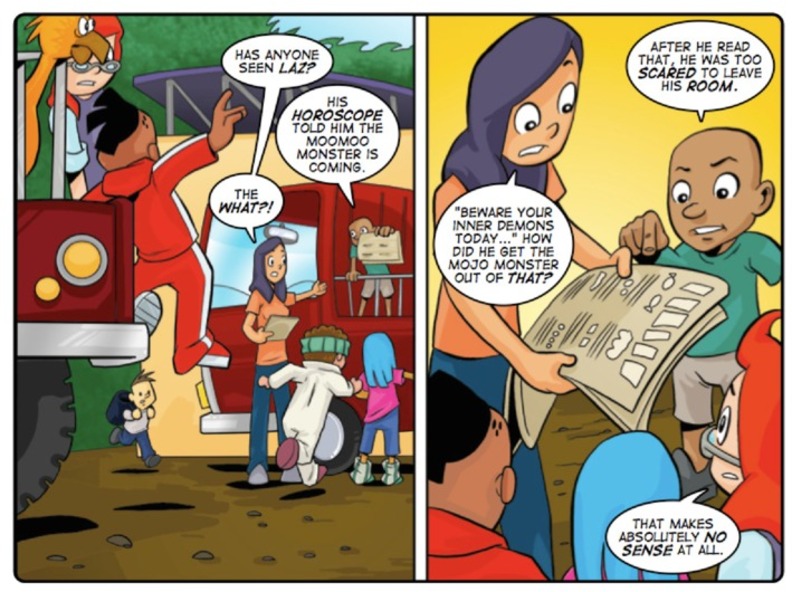 HAS ANYONE
SEEN LAZ?
HIS
HOROSCOPE
TOLD HIM THE
MOOMOO
MONSTER IS
COMING.
THE
WHAT?!
AFTER HE READ
THAT, HE WAS TOO
SCARED TO LEAVE
HIS ROOM.
"BEWARE YOUR
INNER DEMONS
TODAY..." HOW
DID HE GET THE
MOJO MONSTER
OUT OF THAT?
THAT MAKES
ABSOLUTELY NO
SENSE AT ALL.